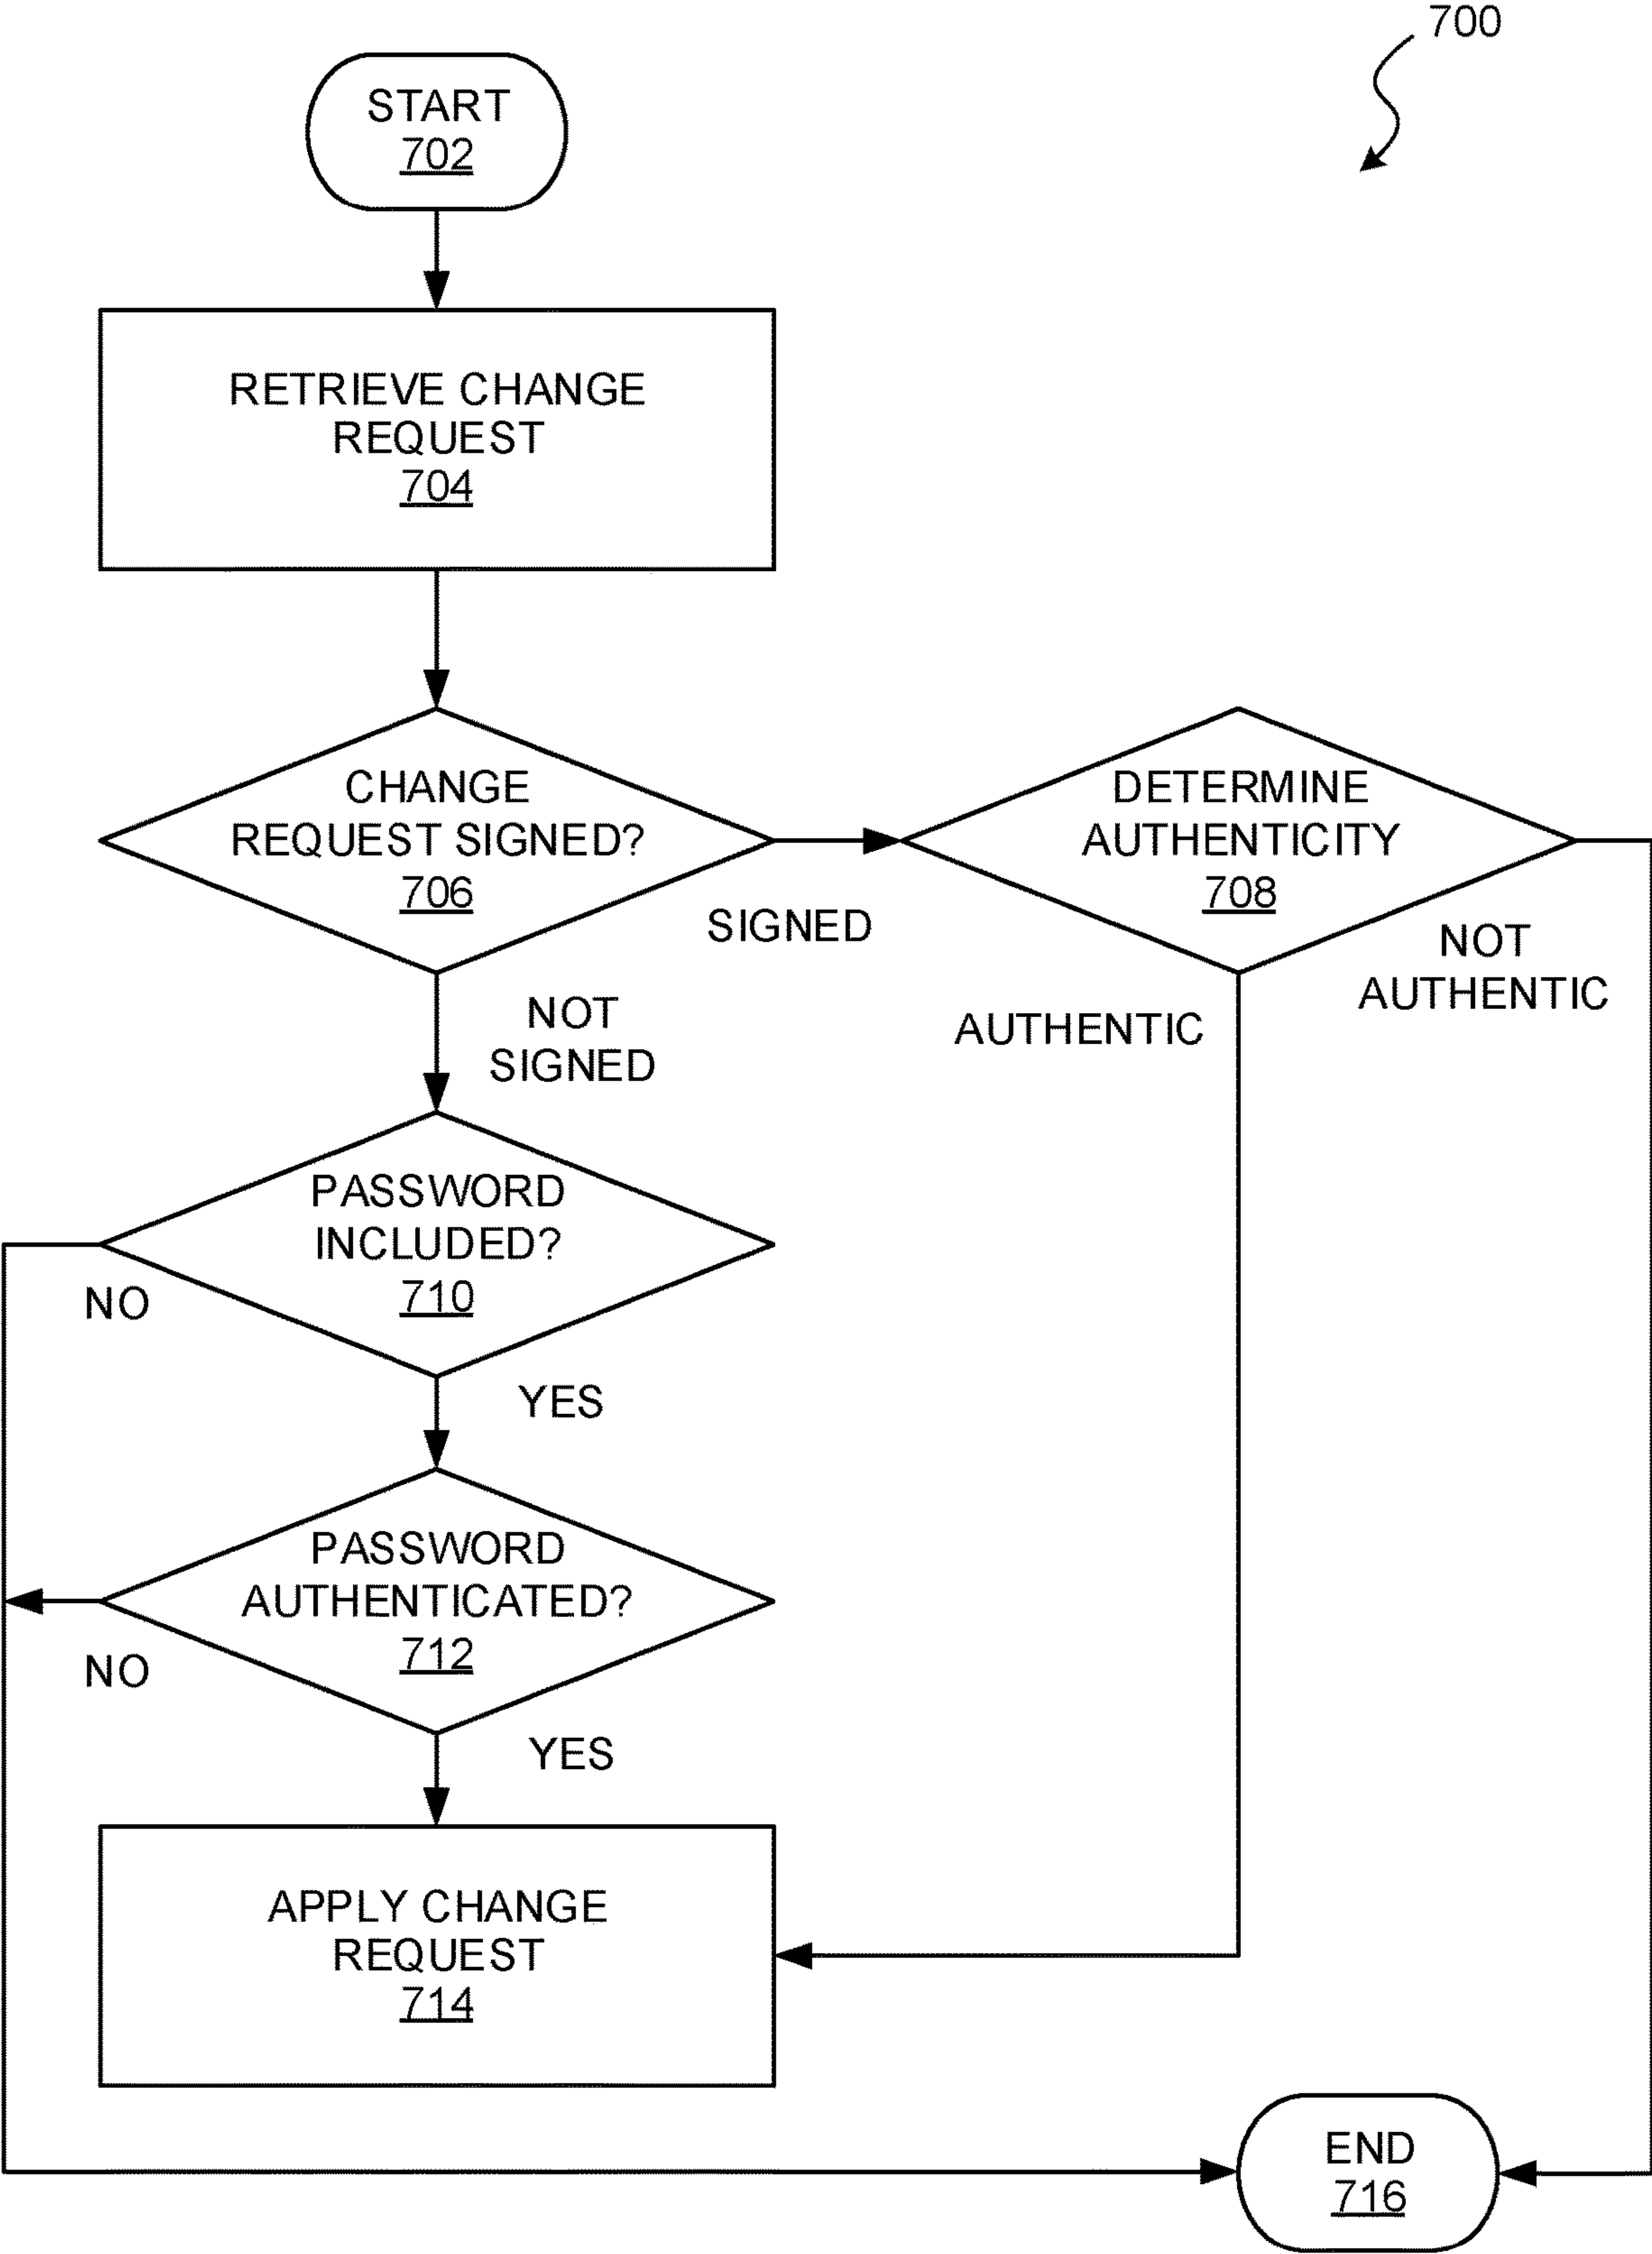 700
START
702
RETRIEVE CHANGE
REQUEST
704
CHANGE
REQUEST SIGNED?
706
SIGNED
DETERMINE
AUTHENTICITY
708
NOT
AUTHENTIC
AUTHENTIC
NOT
SIGNED
PASSWORD
INCLUDED?
710
NO
YES
PASSWORD
AUTHENTICATED?
712
NO
YES
APPLY CHANGE
REQUEST
714
END
716